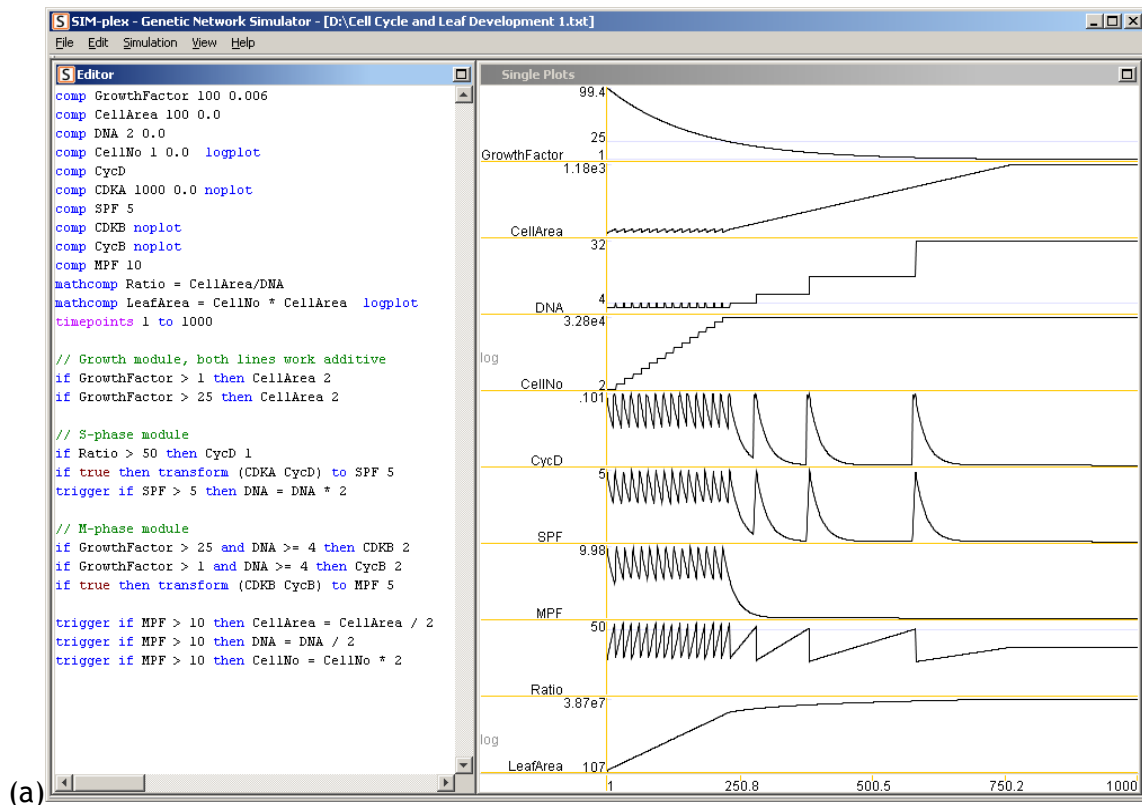 SIM-plex - Genetic Network Simulator - [D:\Cell Cycle and Leaf Development 1.txt]
File Edit Simulation View Help
Editor
comp GrowthFactor 100 0.006
comp CellArea 100 0.0
comp DNA 2 0.0
comp CellNo 1 0.0 logplot
comp CycD
comp CDKA 1000 0.0 noplot
comp SPF 5
comp CDKB noplot
comp CycB noplot
comp MPF 10
mathcomp Ratio = CellArea/DNA
mathcomp LeafArea = CellNo * CellArea logplot
timepoints 1 to 1000
// Growth module, both lines work additive
if GrowthFactor > 1 then CellArea 2
if GrowthFactor > 25 then CellArea 2
// S-phase module
if Ratio > 50 then CycD 1
if true then transform (CDKA CycD) to SPF 5
trigger if SPF > 5 then DNA = DNA * 2
// M-phase module
if GrowthFactor > 25 and DNA >= 4 then CDKB 2
if GrowthFactor > 1 and DNA >= 4 then CycB 2
if true then transform (CDKB CycB) to MPF 5
trigger if MPF > 10 then CellArea = CellArea / 2
trigger if MPF > 10 then DNA = DNA / 2
trigger if MPF > 10 then CellNo = CellNo * 2
Single Plots
99.4
25
1
GrowthFactor
1.18e3
CellArea
32
4
DNA
3.28e4
log
2
CellNo
.101
CycD
5
SPF
9.98
MPF
50
Ratio
3.87e7
log
LeafArea 107
1 250.8 500.5 750.2 1000
(a)